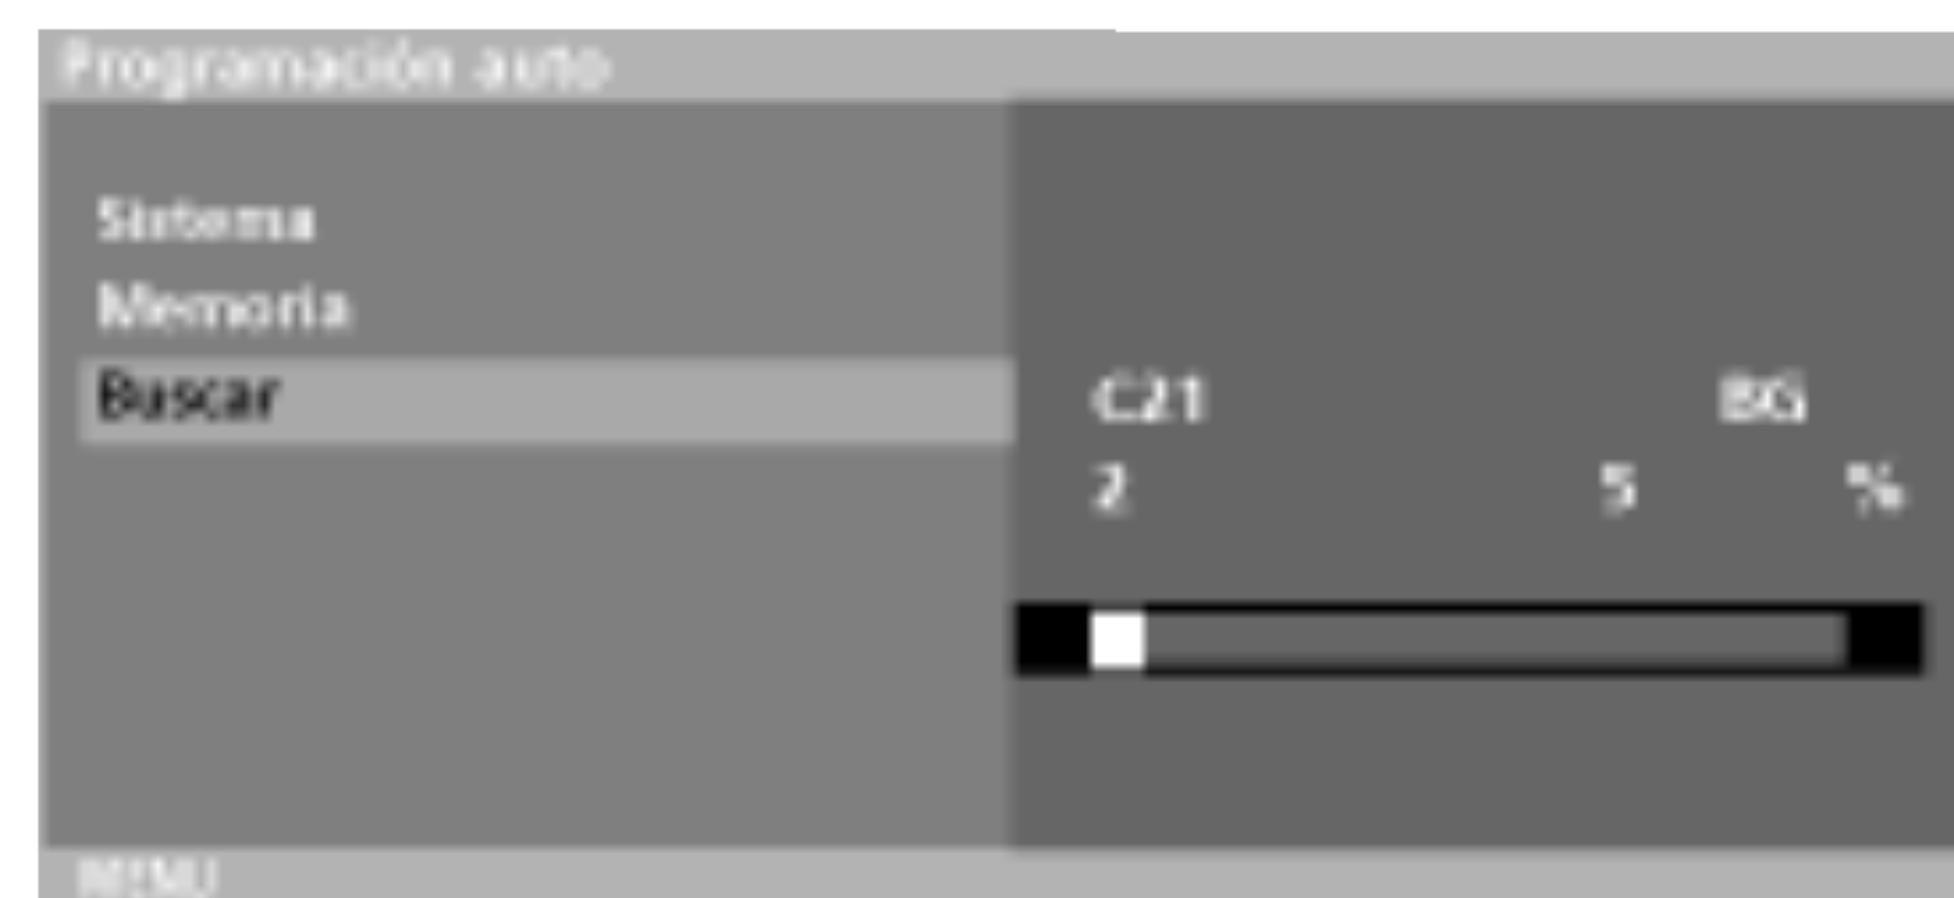 Programación auto
Sistema
Memoria
Buscar C21 BG
2 5 %
MENU